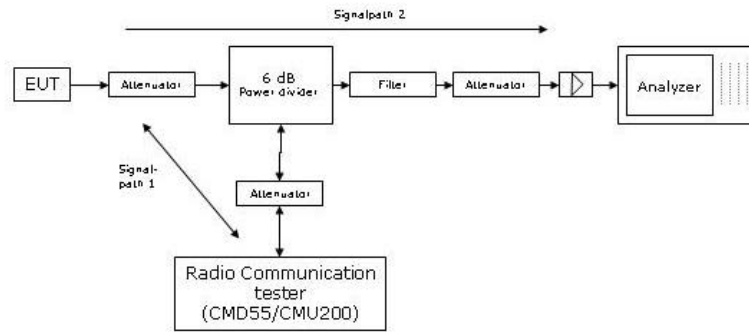 Signalpath 2
EUT
Attenuator
6 dB
Power divider
Filter
Attenuator
Analyzer
Signal-
path 1
Attenuator
Radio Communication
tester
(CMD55/CMU200)